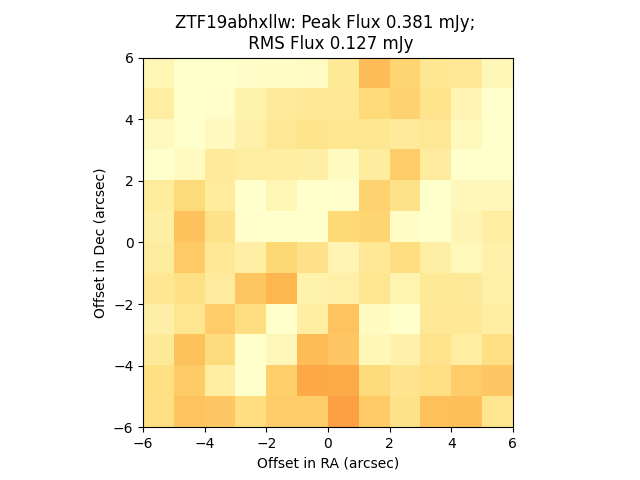 ZTF19abhxllw: Peak Flux 0.381 mJy;
RMS Flux 0.127 mJy
6
4
2
0
−2
−4
−6
Offset in Dec (arcsec)
−6 −4 −2 0 2 4 6
Offset in RA (arcsec)